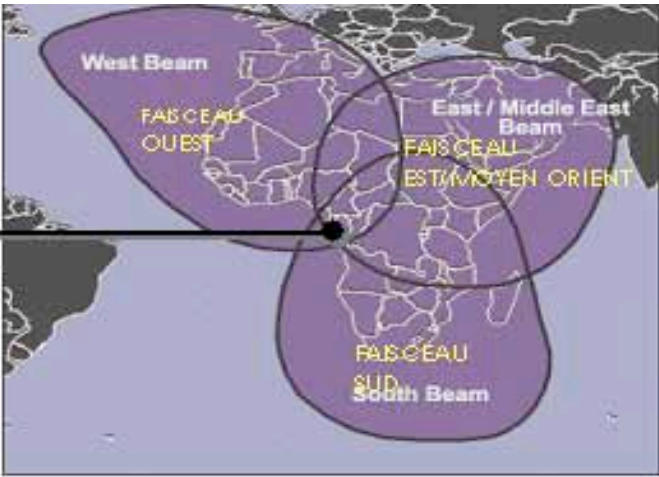 West Beam
FAISCEAU
OUEST
East / Middle East
Beam
FAISCEAU
EST/MOYEN ORIENT
FAISCEAU
SUD
South Beam